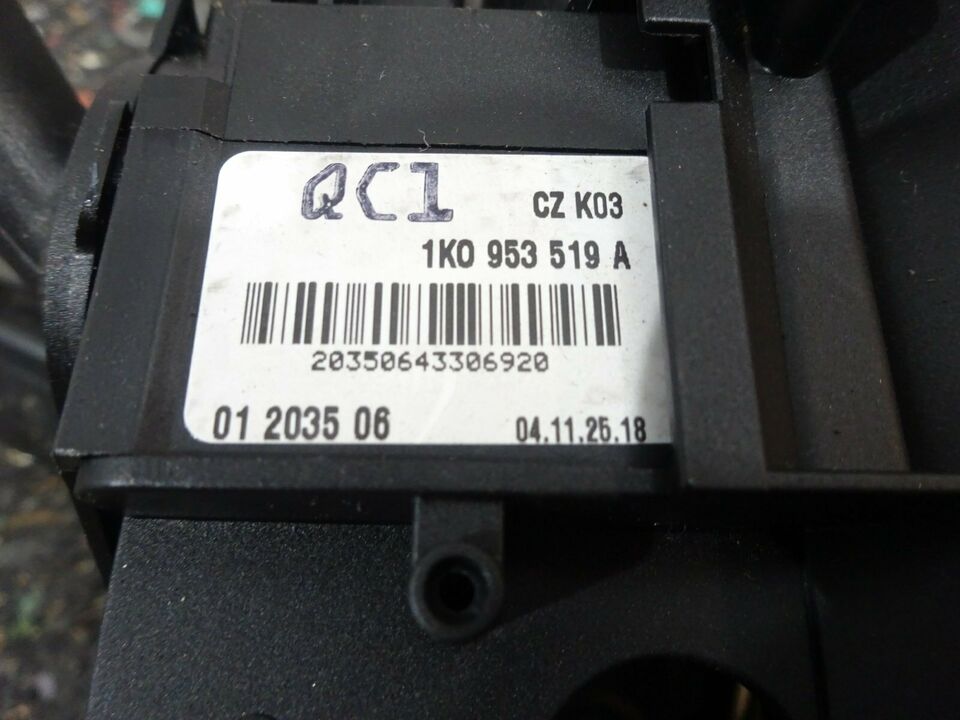 QC1
CZ K03
1K0 953 519 A
20350643306920
01 2035 06
04.11.25.18